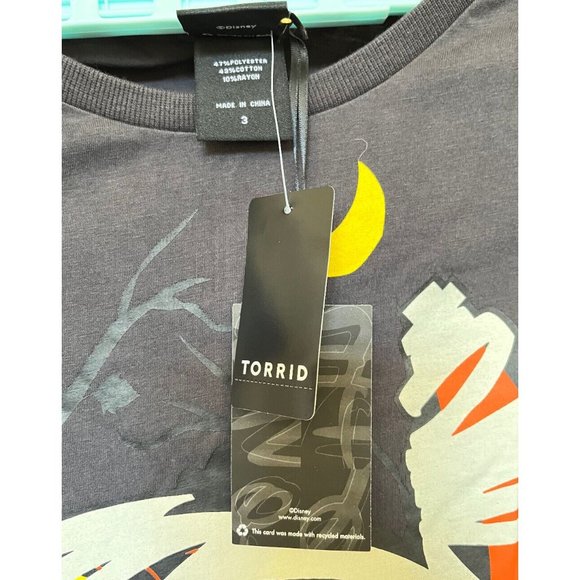 ©Disney
47%POLYESTER
43%COTTON
10%RAYON
MADE IN CHINA
3
TORRID
©Disney
www.disney.com
This card was made with recycled materials.